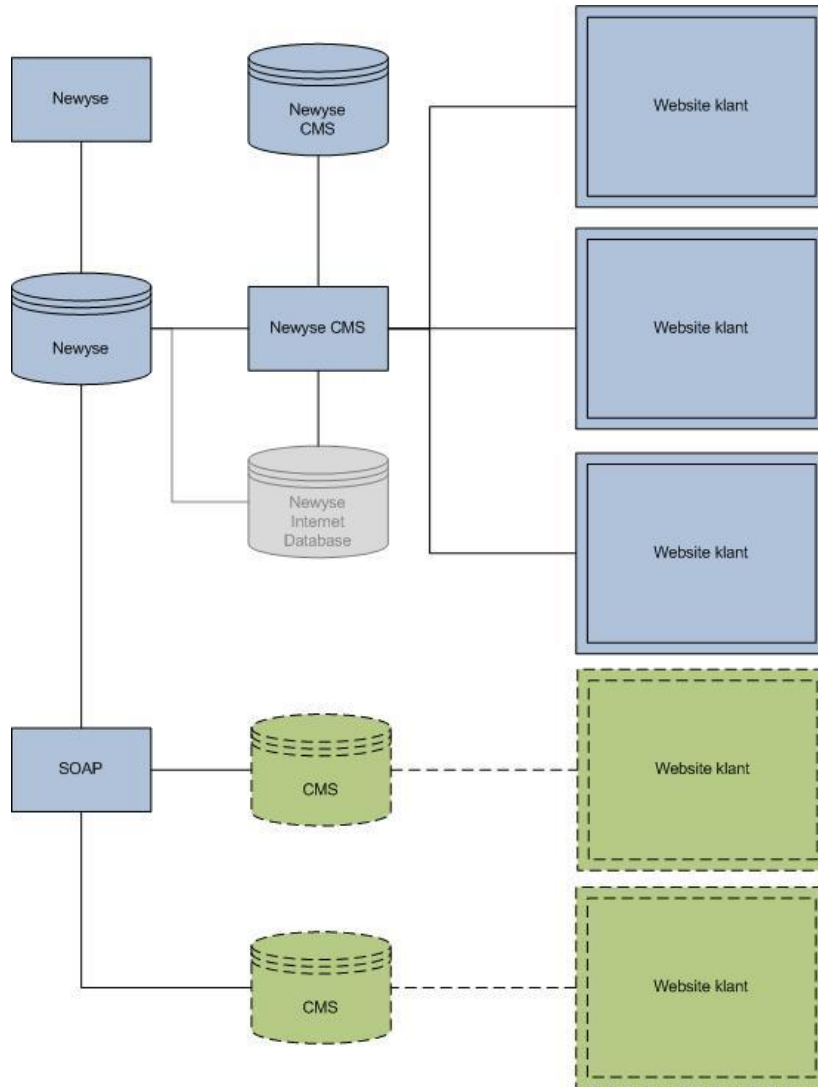 Newyse
Newyse
CMS
Website klant
Newyse
Newyse CMS
Website klant
Newyse
Internet
Database
Website klant
SOAP
CMS
Website klant
CMS
Website klant